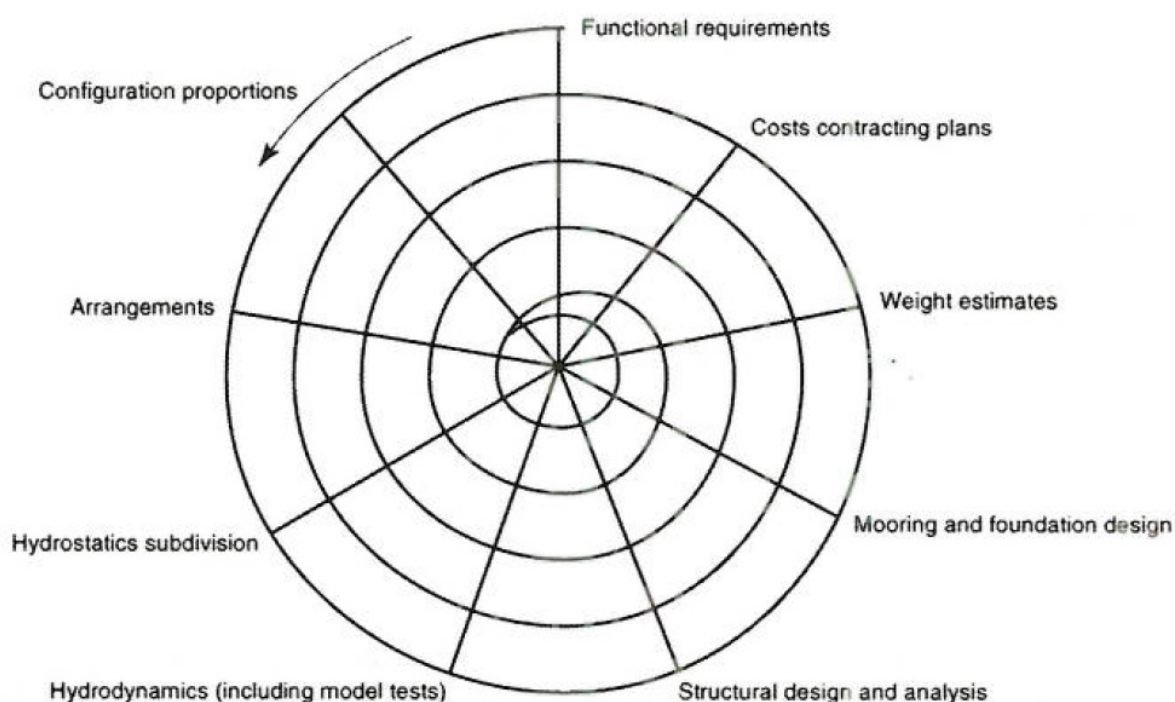 Functional requirements
Configuration proportions
Costs contracting plans
Arrangements
Weight estimates
Hydrostatics subdivision
Mooring and foundation design
Hydrodynamics (including model tests)
Structural design and analysis